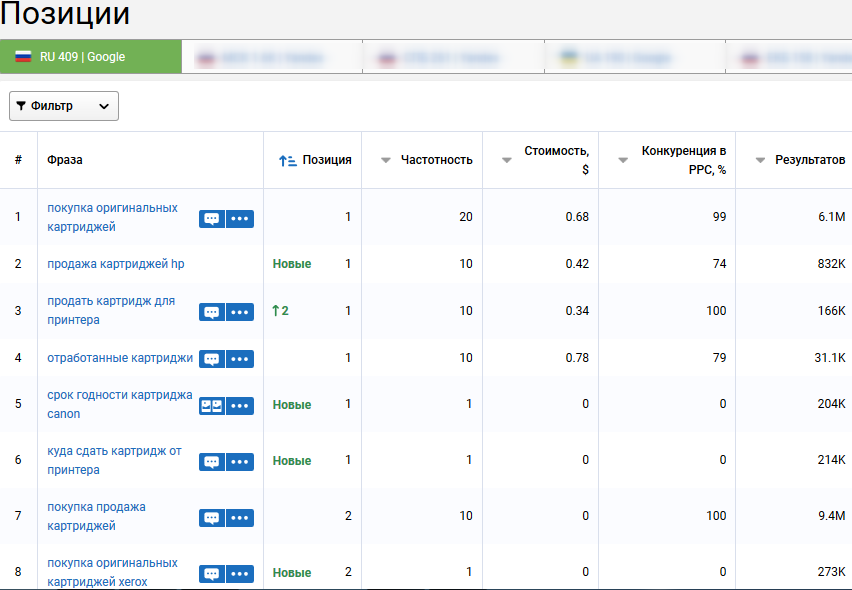 Позиции
RU 409 | Google
Фильтр
# Фраза Позиция Частотность Стоимость, $ Конкуренция в PPC, % Результатов
1 покупка оригинальных картриджей 1 20 0.68 99 6.1M
2 продажа картриджей hp Новые 1 10 0.42 74 832K
3 продать картридж для принтера 2 1 10 0.34 100 166K
4 отработанные картриджи 1 10 0.78 79 31.1K
5 срок годности картриджа canon Новые 1 1 0 0 204K
6 куда сдать картридж от принтера Новые 1 1 0 0 214K
7 покупка продажа картриджей 2 10 0 100 9.4M
8 покупка оригинальных картриджей xerox Новые 2 1 0 0 273K